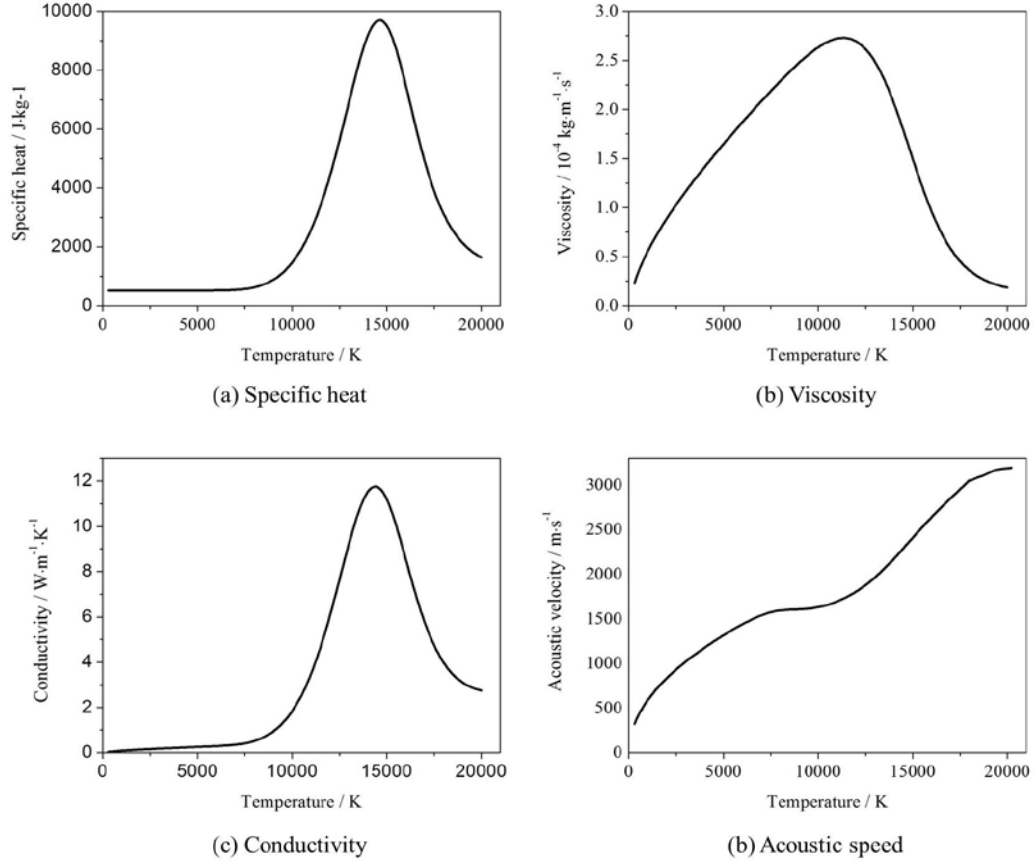 10000
8000
6000
4000
2000
0
Specific heat / J·kg-1
0 5000 10000 15000 20000
Temperature / K
(a) Specific heat
3.0
2.5
2.0
1.5
1.0
0.5
0.0
Viscosity / 10⁻⁴ kg·m⁻¹·s⁻¹
0 5000 10000 15000 20000
Temperature / K
(b) Viscosity
12
10
8
6
4
2
0
Conductivity / W·m⁻¹·K⁻¹
0 5000 10000 15000 20000
Temperature / K
(c) Conductivity
3000
2500
2000
1500
1000
500
0
Acoustic velocity / m·s⁻¹
0 5000 10000 15000 20000
Temperature / K
(b) Acoustic speed